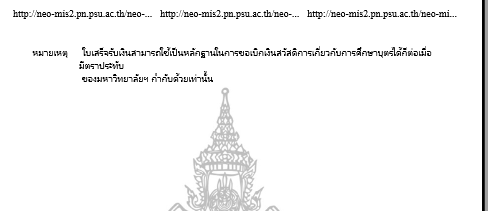 http://neo-mis2.pn.psu.ac.th/neo-... http://neo-mis2.pn.psu.ac.th/neo-... http://neo-mis2.pn.psu.ac.th/neo-mi...
หมายเหตุ ใบเสร็จรับเงินสามารถใช้เป็นหลักฐานในการขอเบิกเงินสวัสดิการเกี่ยวกับการศึกษาบุตรได้ก็ต่อเมื่อ
มีตราประทับ
ของมหาวิทยาลัยฯ กำกับด้วยเท่านั้น